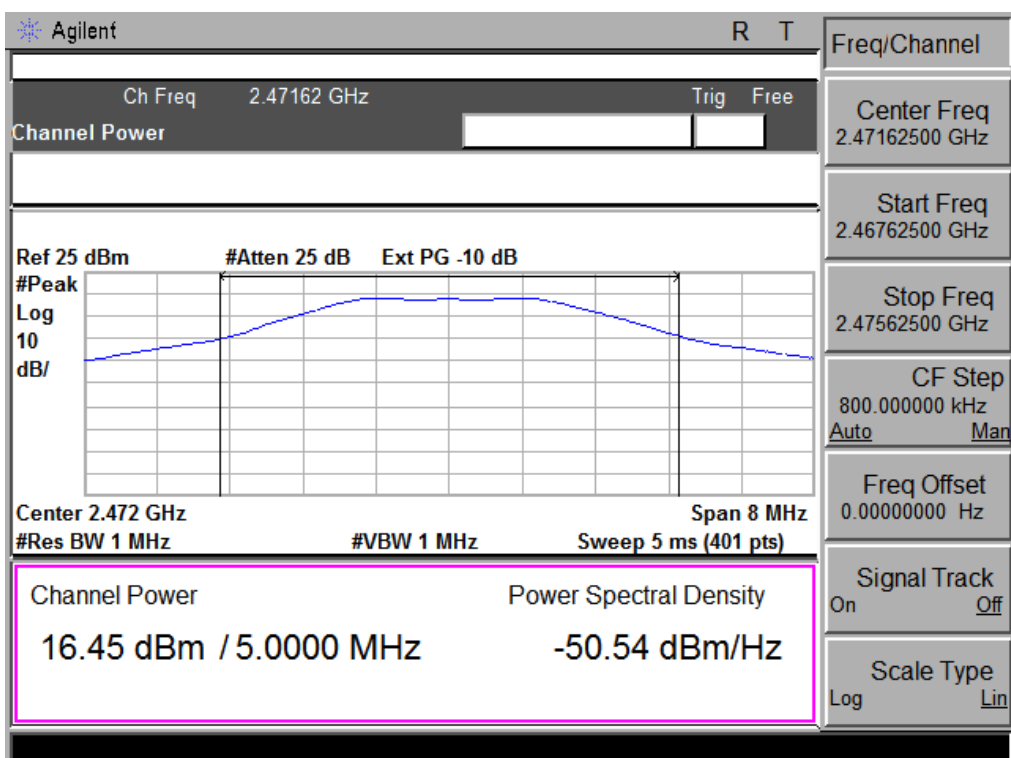 Agilent R T
Ch Freq 2.47162 GHz Trig Free
Channel Power
Ref 25 dBm #Atten 25 dB Ext PG -10 dB
#Peak
Log
10
dB/
Center 2.472 GHz Span 8 MHz
#Res BW 1 MHz #VBW 1 MHz Sweep 5 ms (401 pts)
Channel Power Power Spectral Density
16.45 dBm / 5.0000 MHz -50.54 dBm/Hz
Freq/Channel
Center Freq
2.47162500 GHz
Start Freq
2.46762500 GHz
Stop Freq
2.47562500 GHz
CF Step
800.000000 kHz
Auto Man
Freq Offset
0.00000000 Hz
Signal Track
On Off
Scale Type
Log Lin